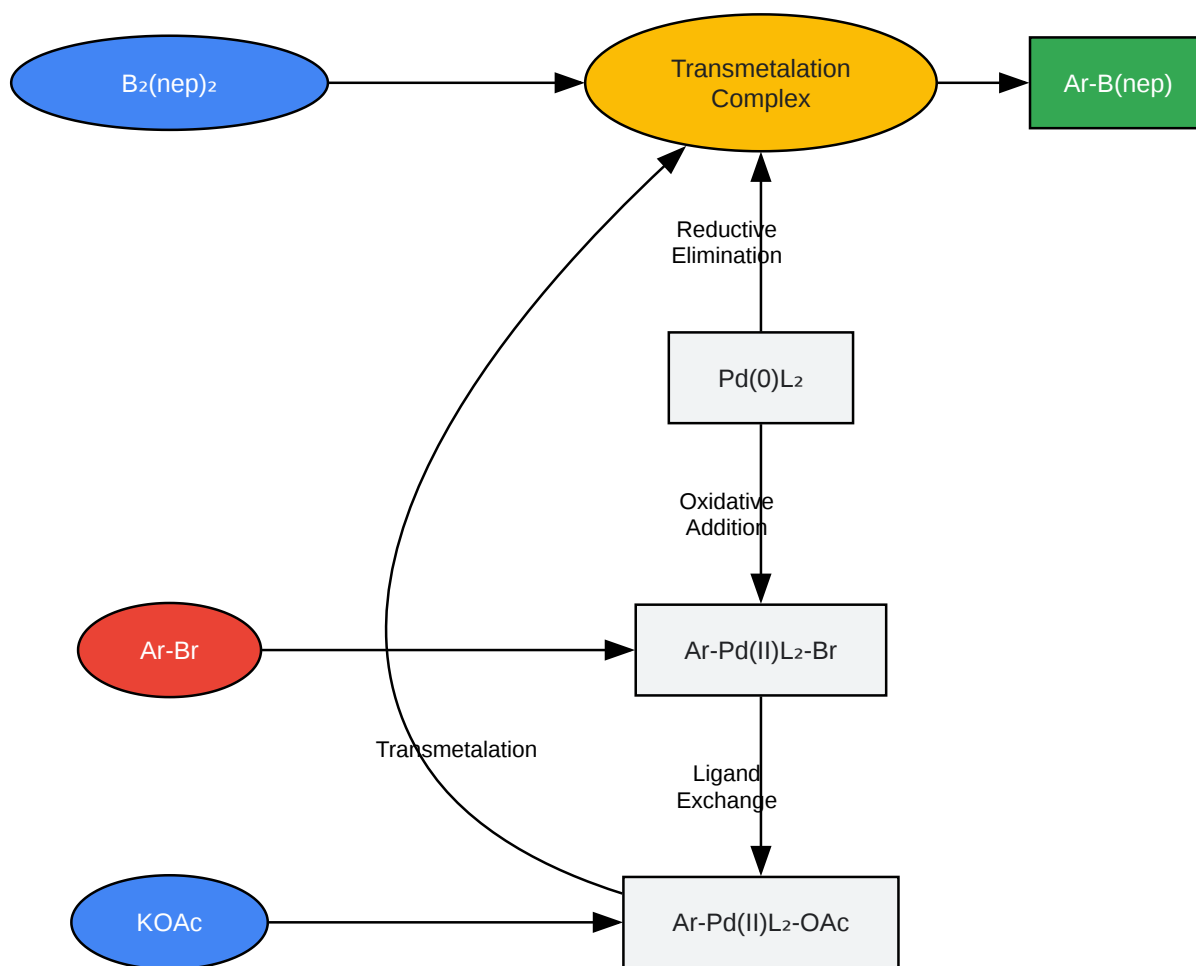 B₂(nep)₂
Transmetalation
Complex
Ar-B(nep)
Reductive
Elimination
Pd(0)L₂
Oxidative
Addition
Ar-Br
Ar-Pd(II)L₂-Br
Transmetalation
Ligand
Exchange
KOAc
Ar-Pd(II)L₂-OAc